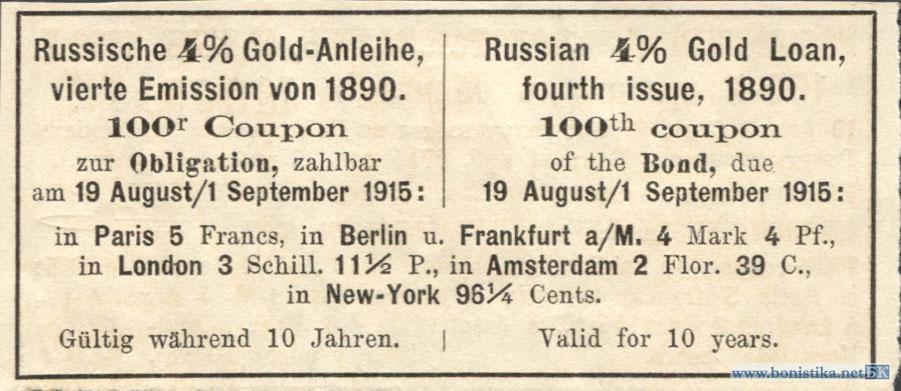 Russische 4% Gold-Anleihe,
vierte Emission von 1890.
100r Coupon
zur Obligation, zahlbar
am 19 August/1 September 1915:
Russian 4% Gold Loan,
fourth issue, 1890.
100th coupon
of the Bond, due
19 August/1 September 1915:
in Paris 5 Francs, in Berlin u. Frankfurt a/M. 4 Mark 4 Pf.,
in London 3 Schill. 11½ P., in Amsterdam 2 Flor. 39 C.,
in New-York 96¼ Cents.
Gültig während 10 Jahren.
Valid for 10 years.
www.bonistika.net БК